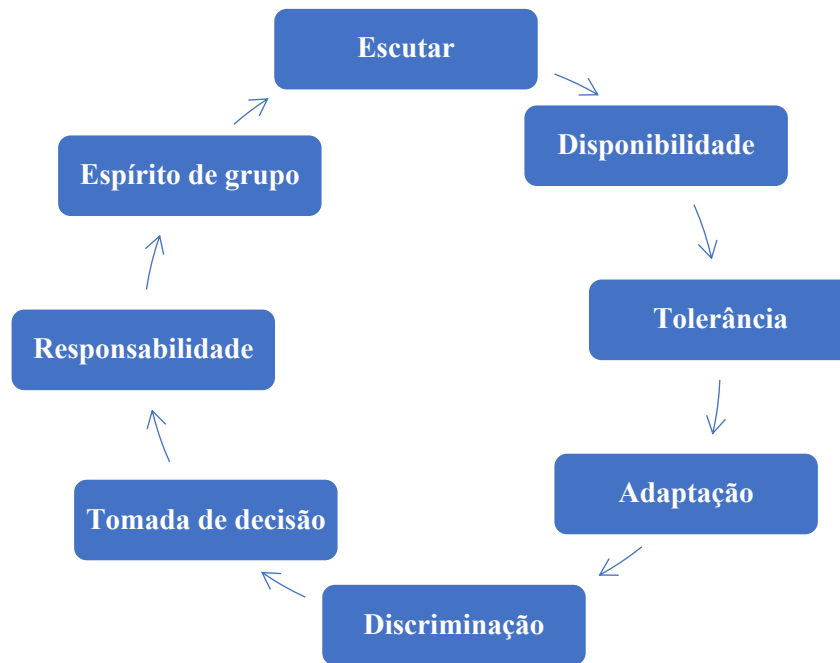 Escutar
Disponibilidade
Tolerância
Adaptação
Discriminação
Tomada de decisão
Responsabilidade
Espírito de grupo